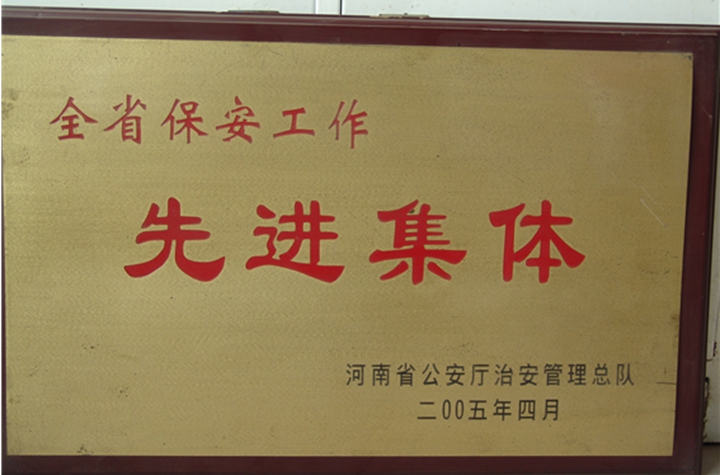 全省保安工作
先进集体
河南省公安厅治安管理总队
二00五年四月